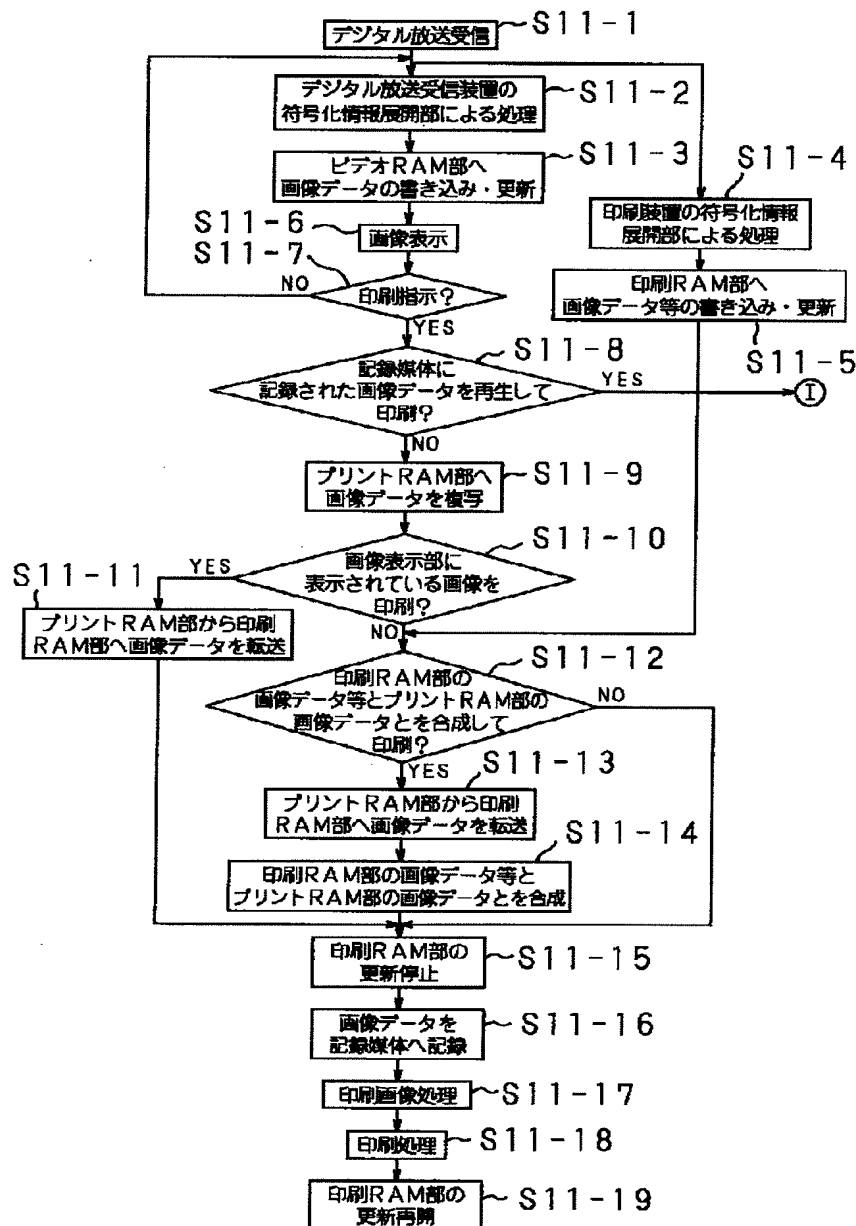 デジタル放送受信
S11-1
デジタル放送受信装置の
符号化情報展開部による処理
S11-2
ビデオRAM部へ
画像データの書き込み・更新
S11-3
S11-4
印刷装置の符号化情報
展開部による処理
S11-6
画像表示
S11-7
印刷RAM部へ
画像データ等の書き込み・更新
S11-5
NO
印刷指示?
YES
S11-8
記録媒体に
記録された画像データを再生して
印刷?
YES
I
NO
プリントRAM部へ
画像データを複写
S11-9
S11-10
画像表示部に
表示されている画像を
印刷?
YES
S11-11
プリントRAM部から印刷
RAM部へ画像データを転送
NO
S11-12
印刷RAM部の
画像データ等とプリントRAM部の
画像データとを合成して
印刷?
NO
YES
S11-13
プリントRAM部から印刷
RAM部へ画像データを転送
S11-14
印刷RAM部の画像データ等と
プリントRAM部の画像データとを合成
印刷RAM部の
更新停止
S11-15
画像データを
記録媒体へ記録
S11-16
印刷画像処理
S11-17
印刷処理
S11-18
印刷RAM部の
更新再開
S11-19